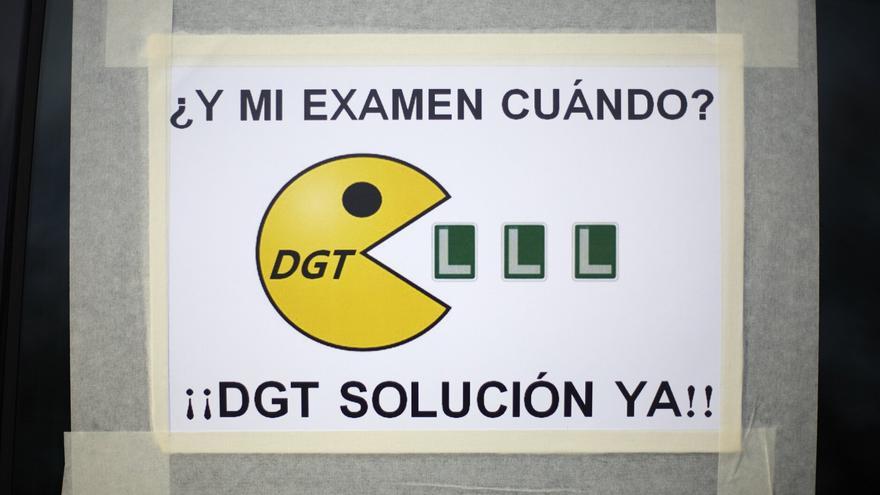 ¿Y MI EXAMEN CUÁNDO?
DGT L L L
¡¡DGT SOLUCIÓN YA!!